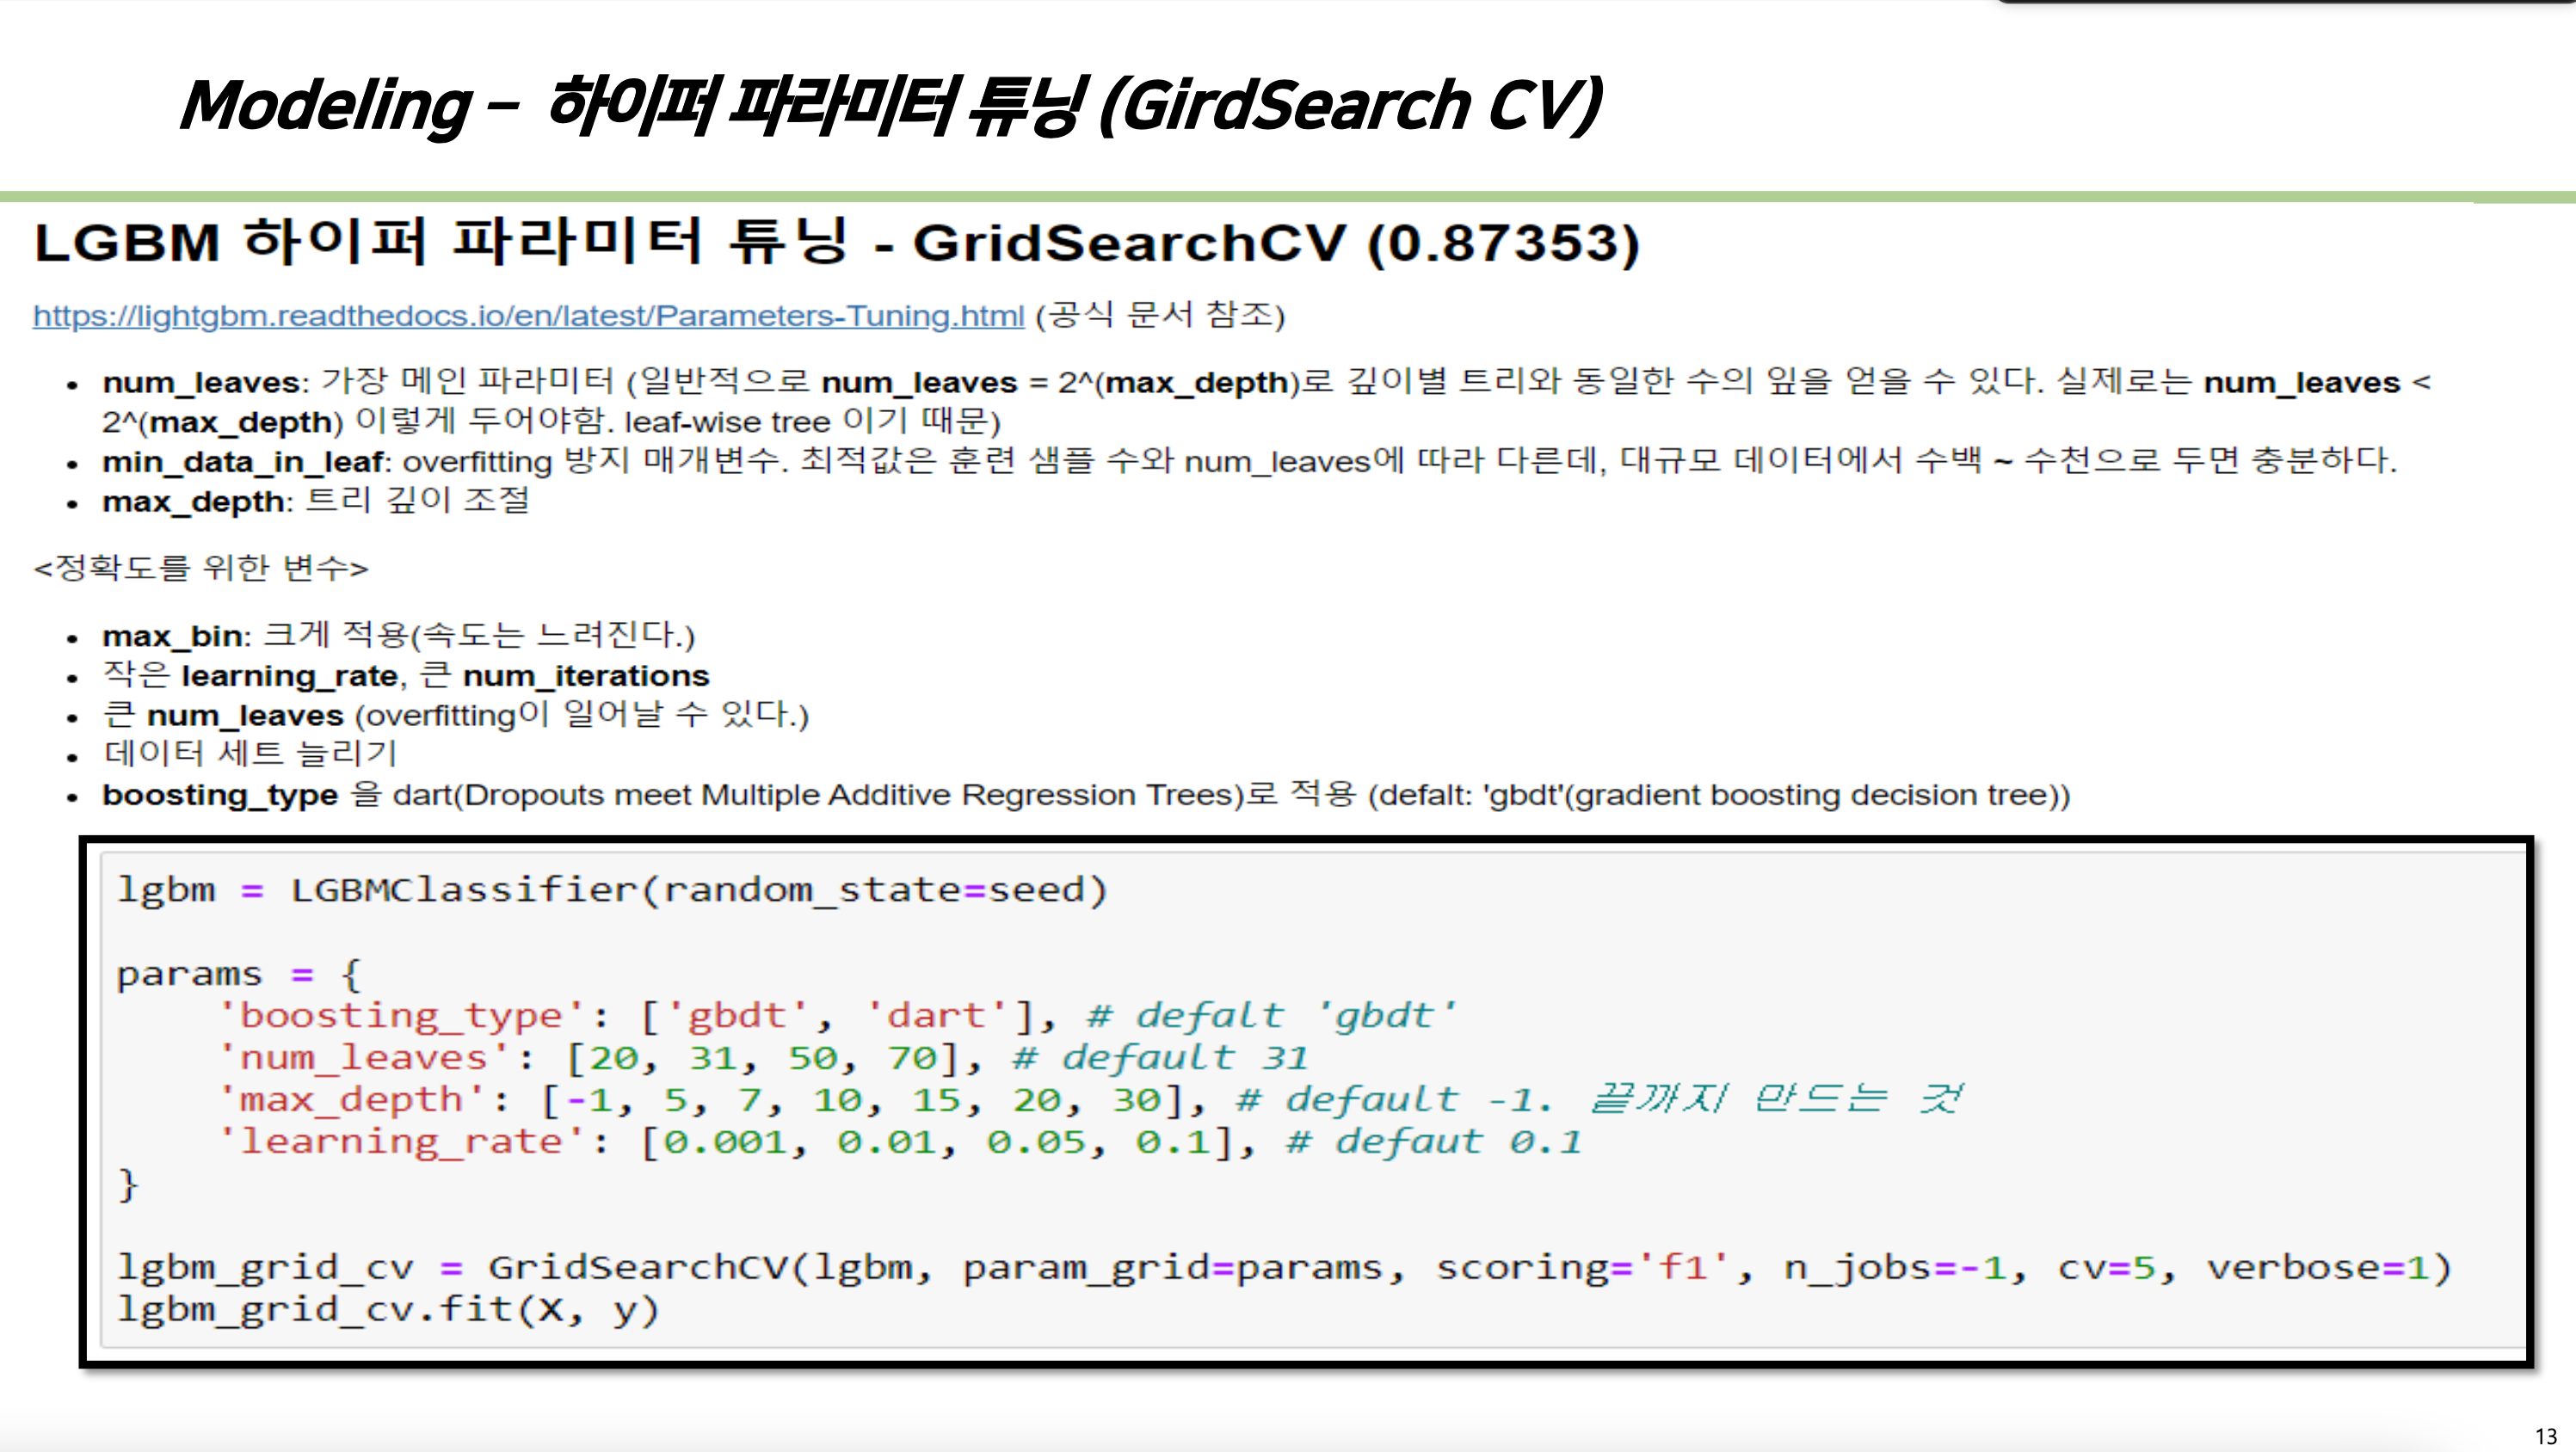 Modeling – 하이퍼 파라미터 튜닝 (GirdSearch CV)
LGBM 하이퍼 파라미터 튜닝 - GridSearchCV (0.87353)
https://lightgbm.readthedocs.io/en/latest/Parameters-Tuning.html (공식 문서 참조)
• num_leaves: 가장 메인 파라미터 (일반적으로 num_leaves = 2^(max_depth)로 깊이별 트리와 동일한 수의 잎을 얻을 수 있다. 실제로는 num_leaves <
2^(max_depth) 이렇게 두어야함. leaf-wise tree 이기 때문)
• min_data_in_leaf: overfitting 방지 매개변수. 최적값은 훈련 샘플 수와 num_leaves에 따라 다른데, 대규모 데이터에서 수백 ~ 수천으로 두면 충분하다.
• max_depth: 트리 깊이 조절
<정확도를 위한 변수>
• max_bin: 크게 적용(속도는 느려진다.)
• 작은 learning_rate, 큰 num_iterations
• 큰 num_leaves (overfitting이 일어날 수 있다.)
• 데이터 세트 늘리기
• boosting_type 을 dart(Dropouts meet Multiple Additive Regression Trees)로 적용 (defalt: 'gbdt'(gradient boosting decision tree))
lgbm = LGBMClassifier(random_state=seed)
params = {
    'boosting_type': ['gbdt', 'dart'], # defalt 'gbdt'
    'num_leaves': [20, 31, 50, 70], # default 31
    'max_depth': [-1, 5, 7, 10, 15, 20, 30], # default -1. 끝까지 만드는 것
    'learning_rate': [0.001, 0.01, 0.05, 0.1], # defaut 0.1
}
lgbm_grid_cv = GridSearchCV(lgbm, param_grid=params, scoring='f1', n_jobs=-1, cv=5, verbose=1)
lgbm_grid_cv.fit(X, y)
13